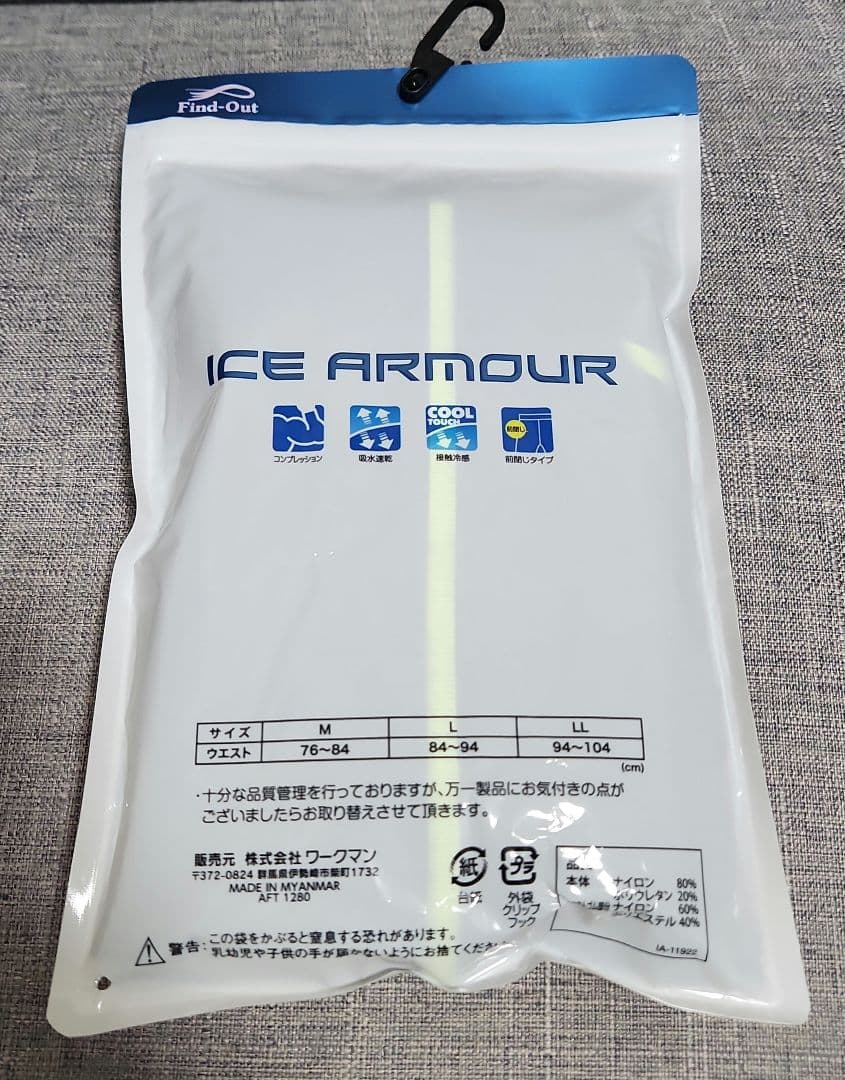 Find-Out
ICE ARMOUR
COOL
TOUCH
前閉じ
コンプレッション 吸水速乾 接触冷感 前閉じタイプ
サイズ M L LL
ウエスト 76〜84 84〜94 94〜104
(cm)
・十分な品質管理を行っておりますが、万一製品にお気付きの点が
ございましたらお取り替えさせて頂きます。
販売元 株式会社 ワークマン
〒372-0824 群馬県伊勢崎市柴町1732
MADE IN MYANMAR
AFT 1280
紙
台紙
プラ
外袋
クリップ
フック
本体 ナイロン 80%
ポリウレタン 20%
ナイロン 60%
ポリエステル 40%
IA-11922
警告：この袋をかぶると窒息する恐れがあります。
乳幼児や子供の手が届かないようにお捨てくださ